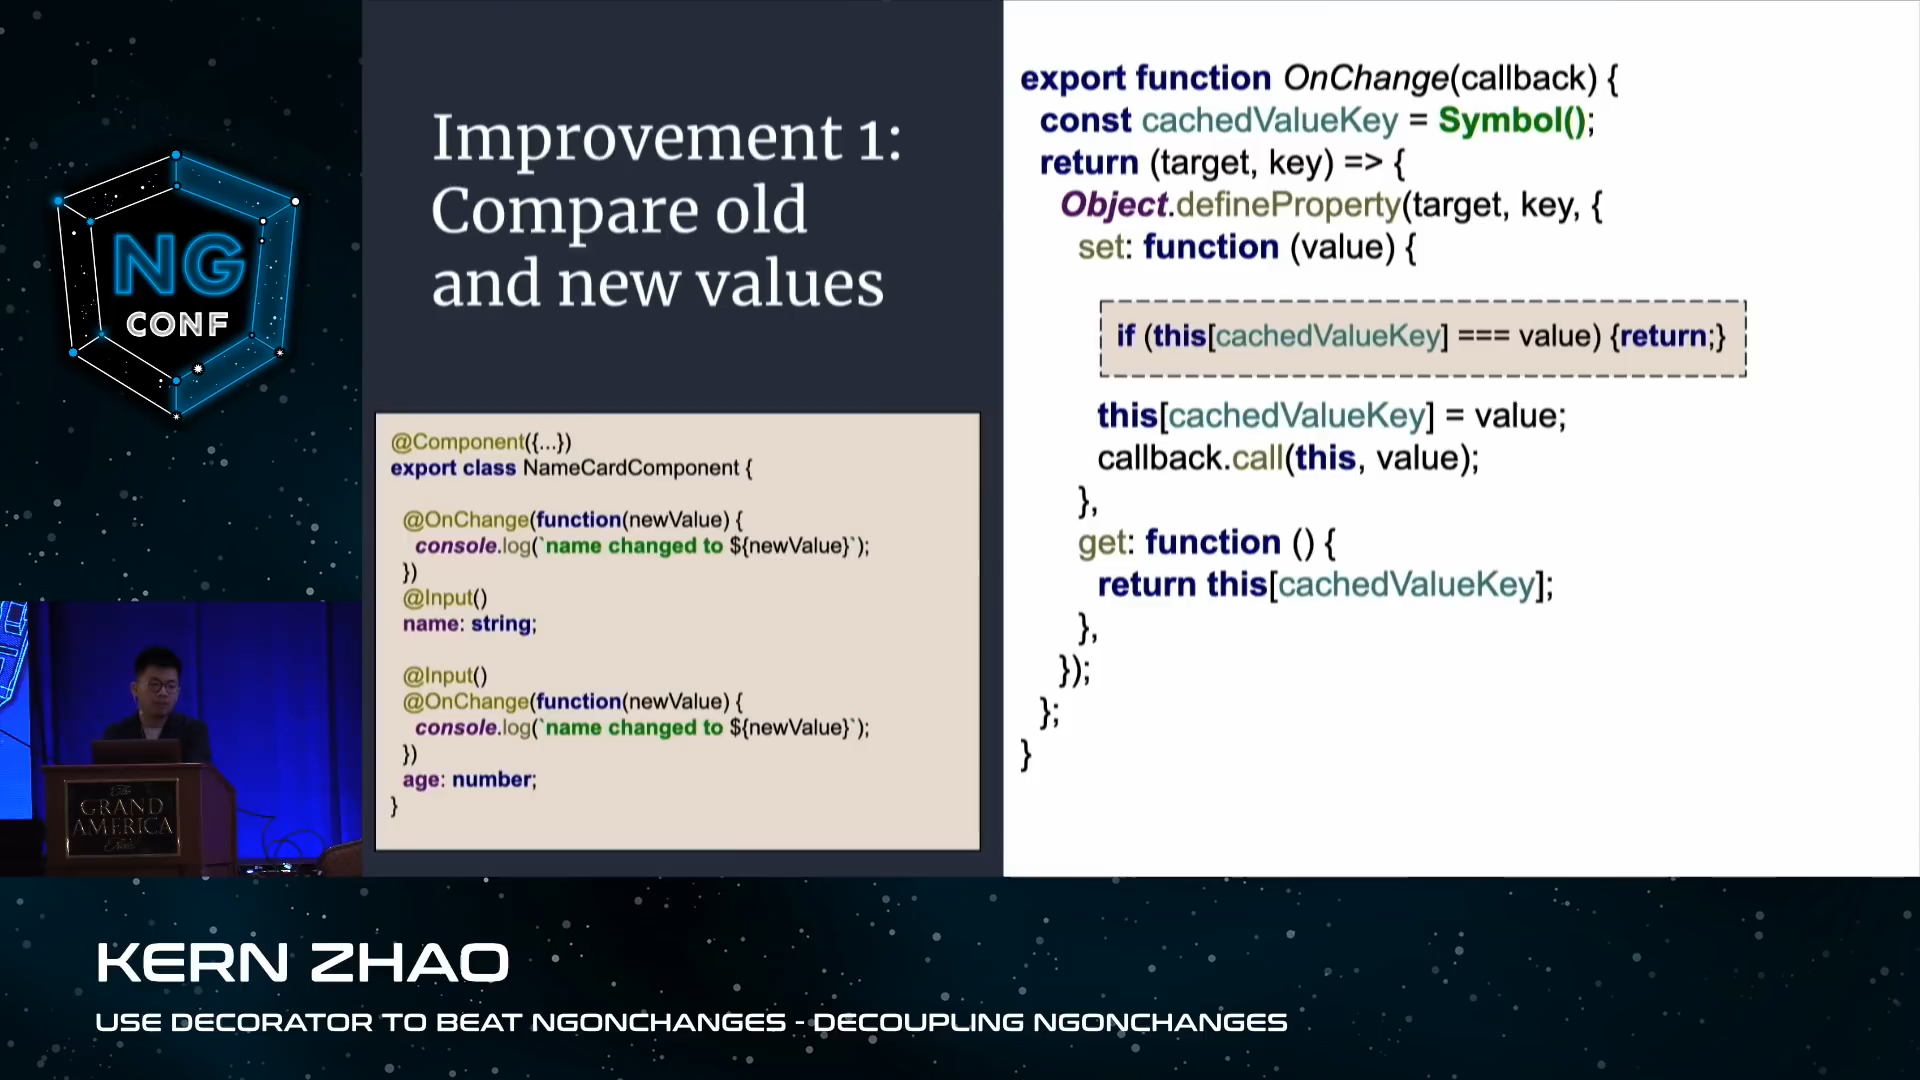 NG
CONF
Improvement 1:
Compare old
and new values
@Component({...})
export class NameCardComponent {
@OnChange(function(newValue) {
console.log(`name changed to ${newValue}`);
})
@Input()
name: string;
@Input()
@OnChange(function(newValue) {
console.log(`name changed to ${newValue}`);
})
age: number;
}
export function OnChange(callback) {
const cachedValueKey = Symbol();
return (target, key) => {
Object.defineProperty(target, key, {
set: function (value) {
if (this[cachedValueKey] === value) {return;}
this[cachedValueKey] = value;
callback.call(this, value);
},
get: function () {
return this[cachedValueKey];
},
});
};
}
The
GRAND
AMERICA
KERN ZHAO
USE DECORATOR TO BEAT NGONCHANGES - DECOUPLING NGONCHANGES